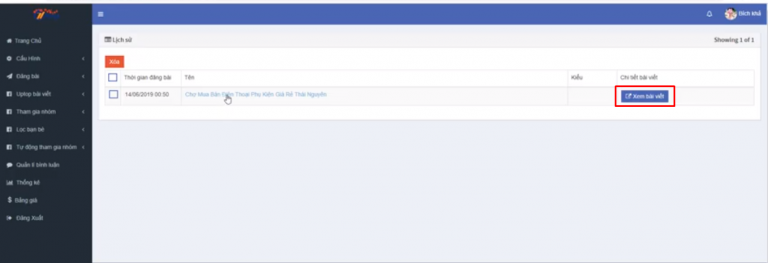 Bích khả
Trang Chủ
Cấu Hình
Đăng bài
Uptop bài viết
Tham gia nhóm
Lọc bạn bè
Tự động tham gia nhóm
Quản lí bình luận
Thống kê
$ Bảng giá
Đăng Xuất
Lịch sử
Showing 1 of 1
Xóa
Thời gian đăng bài Tên Kiểu Chi tiết bài viết
14/06/2019 00:50 Chợ Mua Bán Điện Thoại Phụ Kiện Giá Rẻ Thái Nguyên Xem bài viết